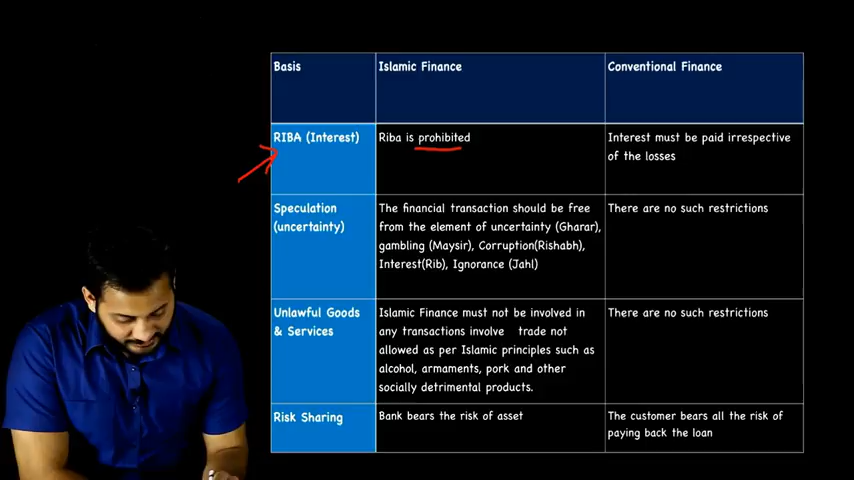 Basis
Islamic Finance
Conventional Finance
RIBA (Interest)
Riba is prohibited
Interest must be paid irrespective
of the losses
Speculation
(uncertainty)
The financial transaction should be free
from the element of uncertainty (Gharar),
gambling (Maysir), Corruption(Rishabh),
Interest(Rib), Ignorance (Jahl)
There are no such restrictions
Unlawful Goods
& Services
Islamic Finance must not be involved in
any transactions involve trade not
allowed as per Islamic principles such as
alcohol, armaments, pork and other
socially detrimental products.
There are no such restrictions
Risk Sharing
Bank bears the risk of asset
The customer bears all the risk of
paying back the loan